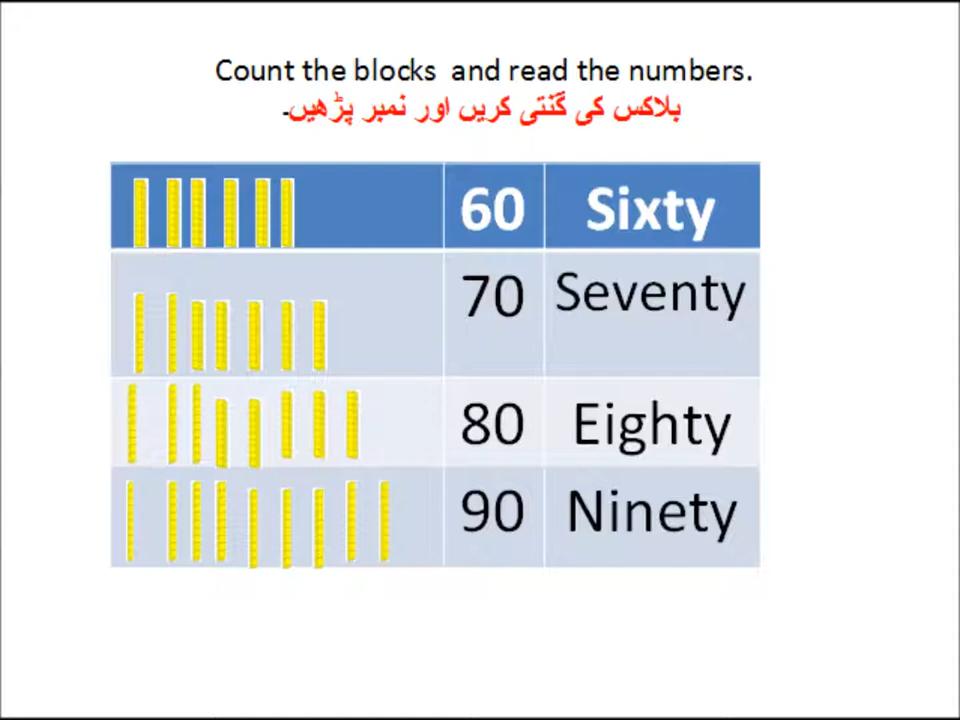 Count the blocks and read the numbers.
بلاکس کی گنتی کریں اور نمبر پڑھیں۔
60 Sixty
70 Seventy
80 Eighty
90 Ninety